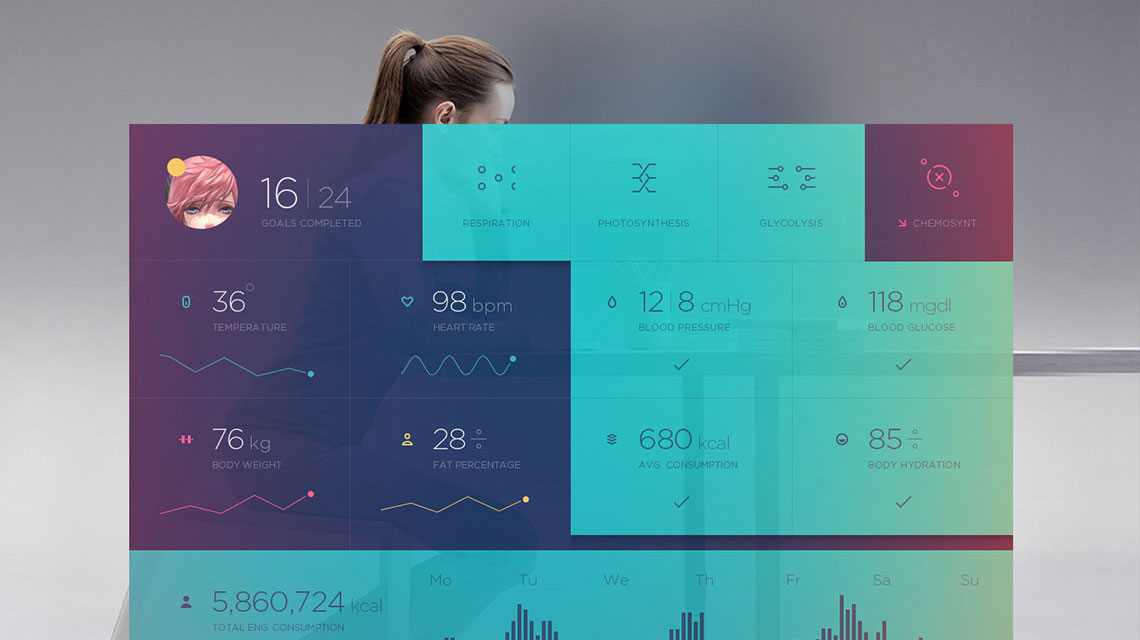 16 | 24
GOALS COMPLETED
RESPIRATION
PHOTOSYNTHESIS
GLYCOLYSIS
CHEMOSYNT.
36°
TEMPERATURE
98 bpm
HEART RATE
12 | 8 cmHg
BLOOD PRESSURE
118 mgdl
BLOOD GLUCOSE
76 kg
BODY WEIGHT
28 ÷
FAT PERCENTAGE
680 kcal
AVG. CONSUMPTION
85 ÷
BODY HYDRATION
Mo Tu We Th Fr Sa Su
5,860,724 kcal
TOTAL ENG. CONSUMPTION